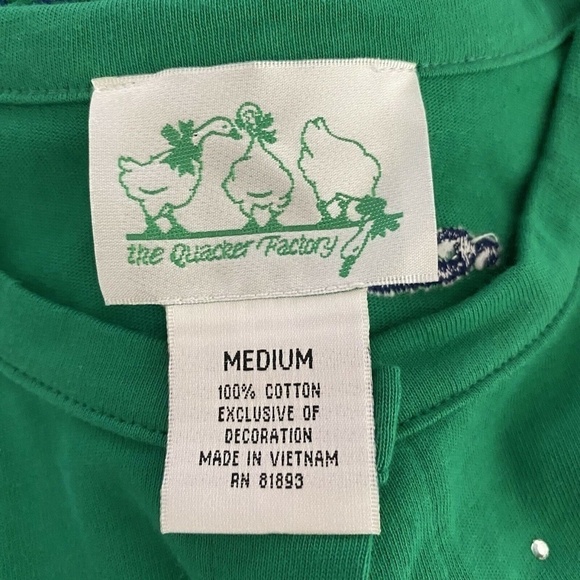 the Quacker Factory
MEDIUM
100% COTTON
EXCLUSIVE OF
DECORATION
MADE IN VIETNAM
RN 81893